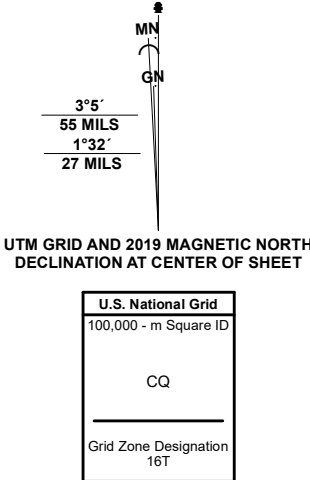 MN
GN
3°5´
55 MILS
1°32´
27 MILS
UTM GRID AND 2019 MAGNETIC NORTH
DECLINATION AT CENTER OF SHEET
U.S. National Grid
100,000 - m Square ID
CQ
Grid Zone Designation
16T